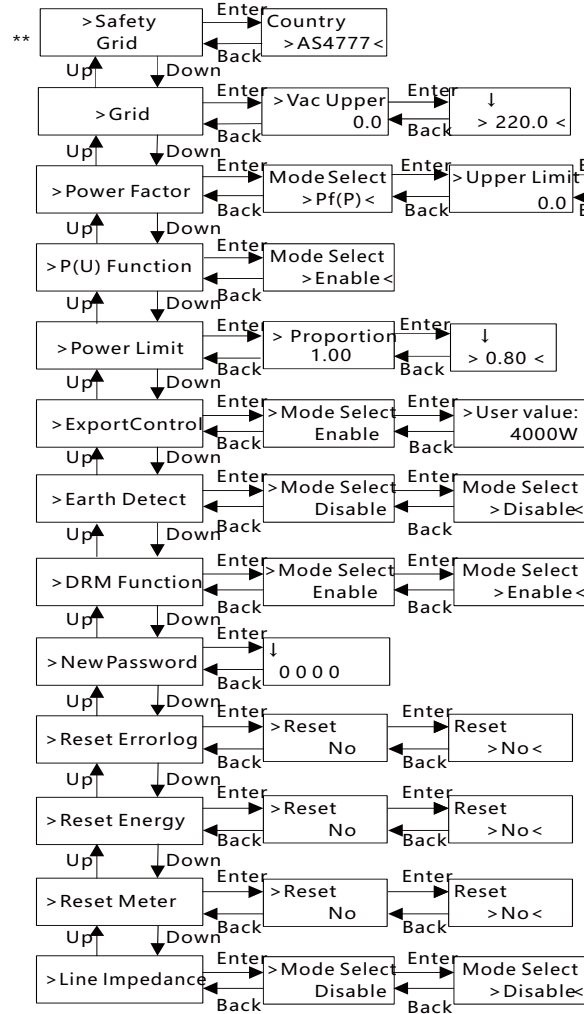 >Safety Enter Country
** Grid Back >AS4777<
Up Down
>Grid Enter >Vac Upper Enter ↓
0.0 Back > 220.0 <
Back
Up Down
>Power Factor Enter Mode Select Enter >Upper Limit
Back >Pf(P)< Back 0.0
Up Down
>P(U) Function Enter Mode Select
Back >Enable<
Up Down
>Power Limit Enter > Proportion Enter ↓
Back 1.00 Back > 0.80 <
Up Down
>ExportControl Enter >Mode Select Enter >User value:
Back Enable Back 4000W
Up Down
>Earth Detect Enter >Mode Select Enter Mode Select
Back Disable Back >Disable<
Up Down
>DRM Function Enter >Mode Select Enter Mode Select
Back Enable Back >Enable<
Up Down
>New Password Enter ↓
Back 0 0 0 0
Up Down
>Reset Errorlog Enter >Reset Enter Reset
Back No Back >No<
Up Down
>Reset Energy Enter >Reset Enter Reset
Back No Back >No<
Up Down
>Reset Meter Enter >Reset Enter Reset
Back No Back >No<
Up Down
>Line Impedance Enter >Mode Select Enter Mode Select
Back Disable Back >Disable<